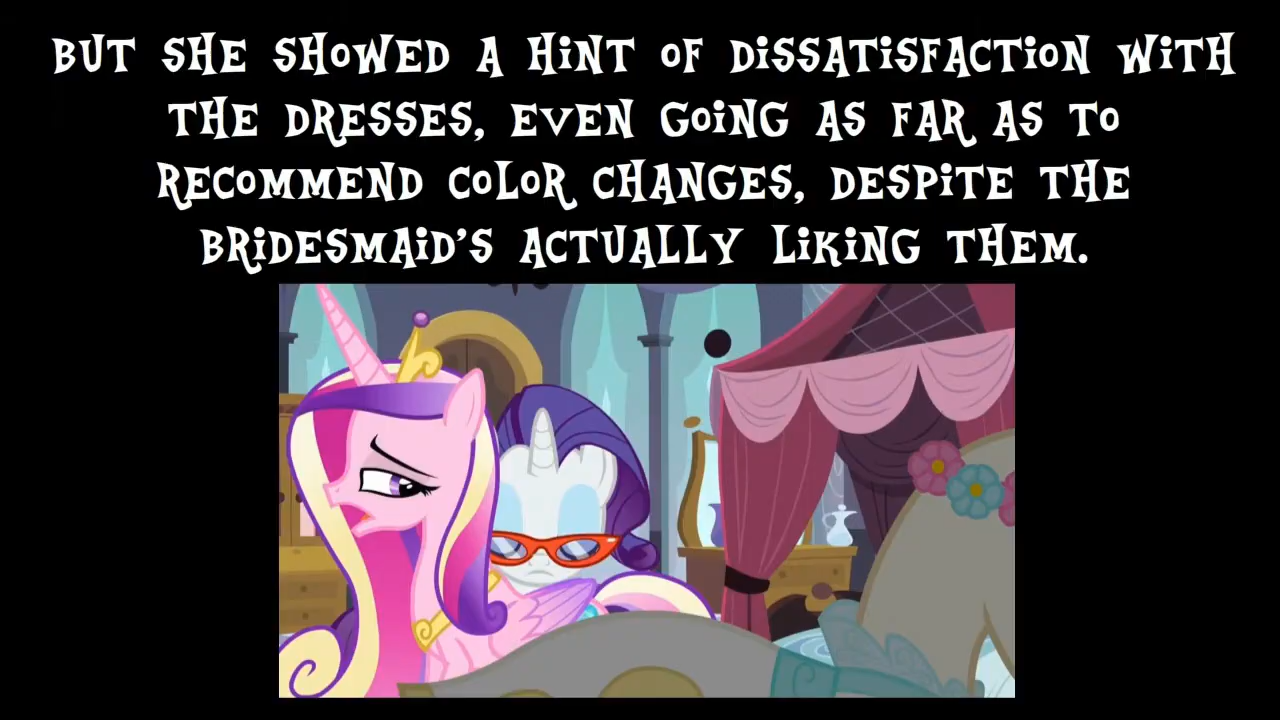 BUT SHE SHOWED A HiNT OF DiSSATiSFACTiON WiTH
THE DRESSES, EVEN GOiNG AS FAR AS TO
RECOMMEND COLOR CHANGES, DESPiTE THE
BRiDESMAiD'S ACTUALLY LiKiNG THEM.